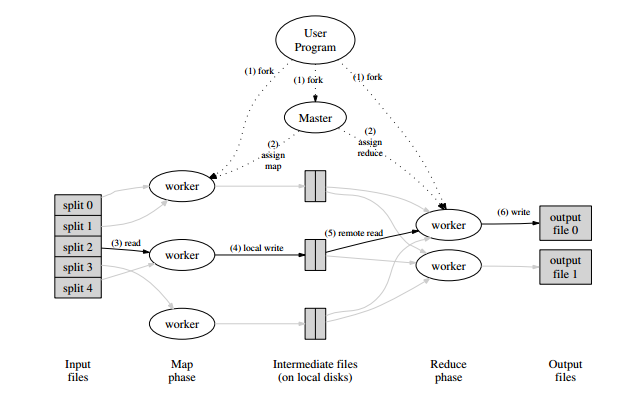 User
Program
(1) fork
(1) fork
(1) fork
Master
(2)
assign
map
(2)
assign
reduce
worker
split 0
split 1
split 2
split 3
split 4
(3) read
worker
(4) local write
(5) remote read
worker
(6) write
output
file 0
worker
output
file 1
worker
Input
files
Map
phase
Intermediate files
(on local disks)
Reduce
phase
Output
files